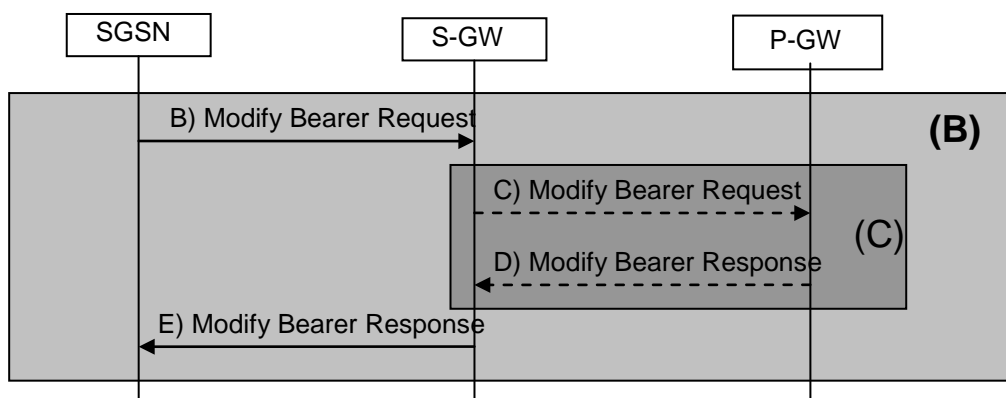 SGSN
S-GW
P-GW
B) Modify Bearer Request
(B)
C) Modify Bearer Request
(C)
D) Modify Bearer Response
E) Modify Bearer Response